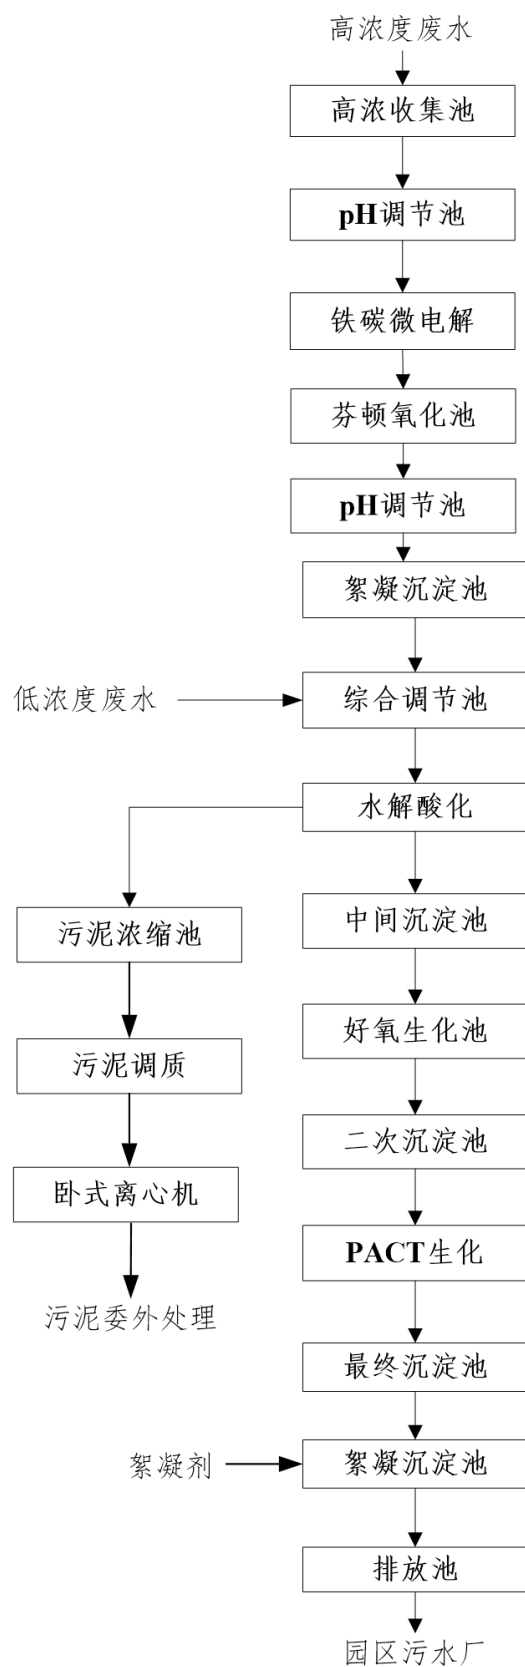 高浓度废水
高浓收集池
pH调节池
铁碳微电解
芬顿氧化池
pH调节池
絮凝沉淀池
低浓度废水
综合调节池
水解酸化
污泥浓缩池
中间沉淀池
好氧生化池
污泥调质
二次沉淀池
卧式离心机
PACT生化
污泥委外处理
最终沉淀池
絮凝剂
絮凝沉淀池
排放池
园区污水厂